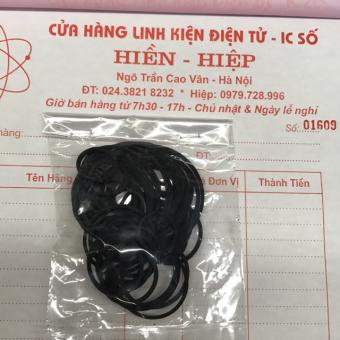 CỬA HÀNG LINH KIỆN ĐIỆN TỬ - IC SỐ
HIỀN - HIỆP
Ngõ Trần Cao Vân - Hà Nội
ĐT: 024.3821 8232 * Hiệp: 0979.728.996
Giờ bán hàng từ 7h30 - 17h - Chủ nhật & Ngày lễ nghỉ
Số: 01609
hàng
ĐT:
Tên Hàng
Đơn Vị
Thành Tiền